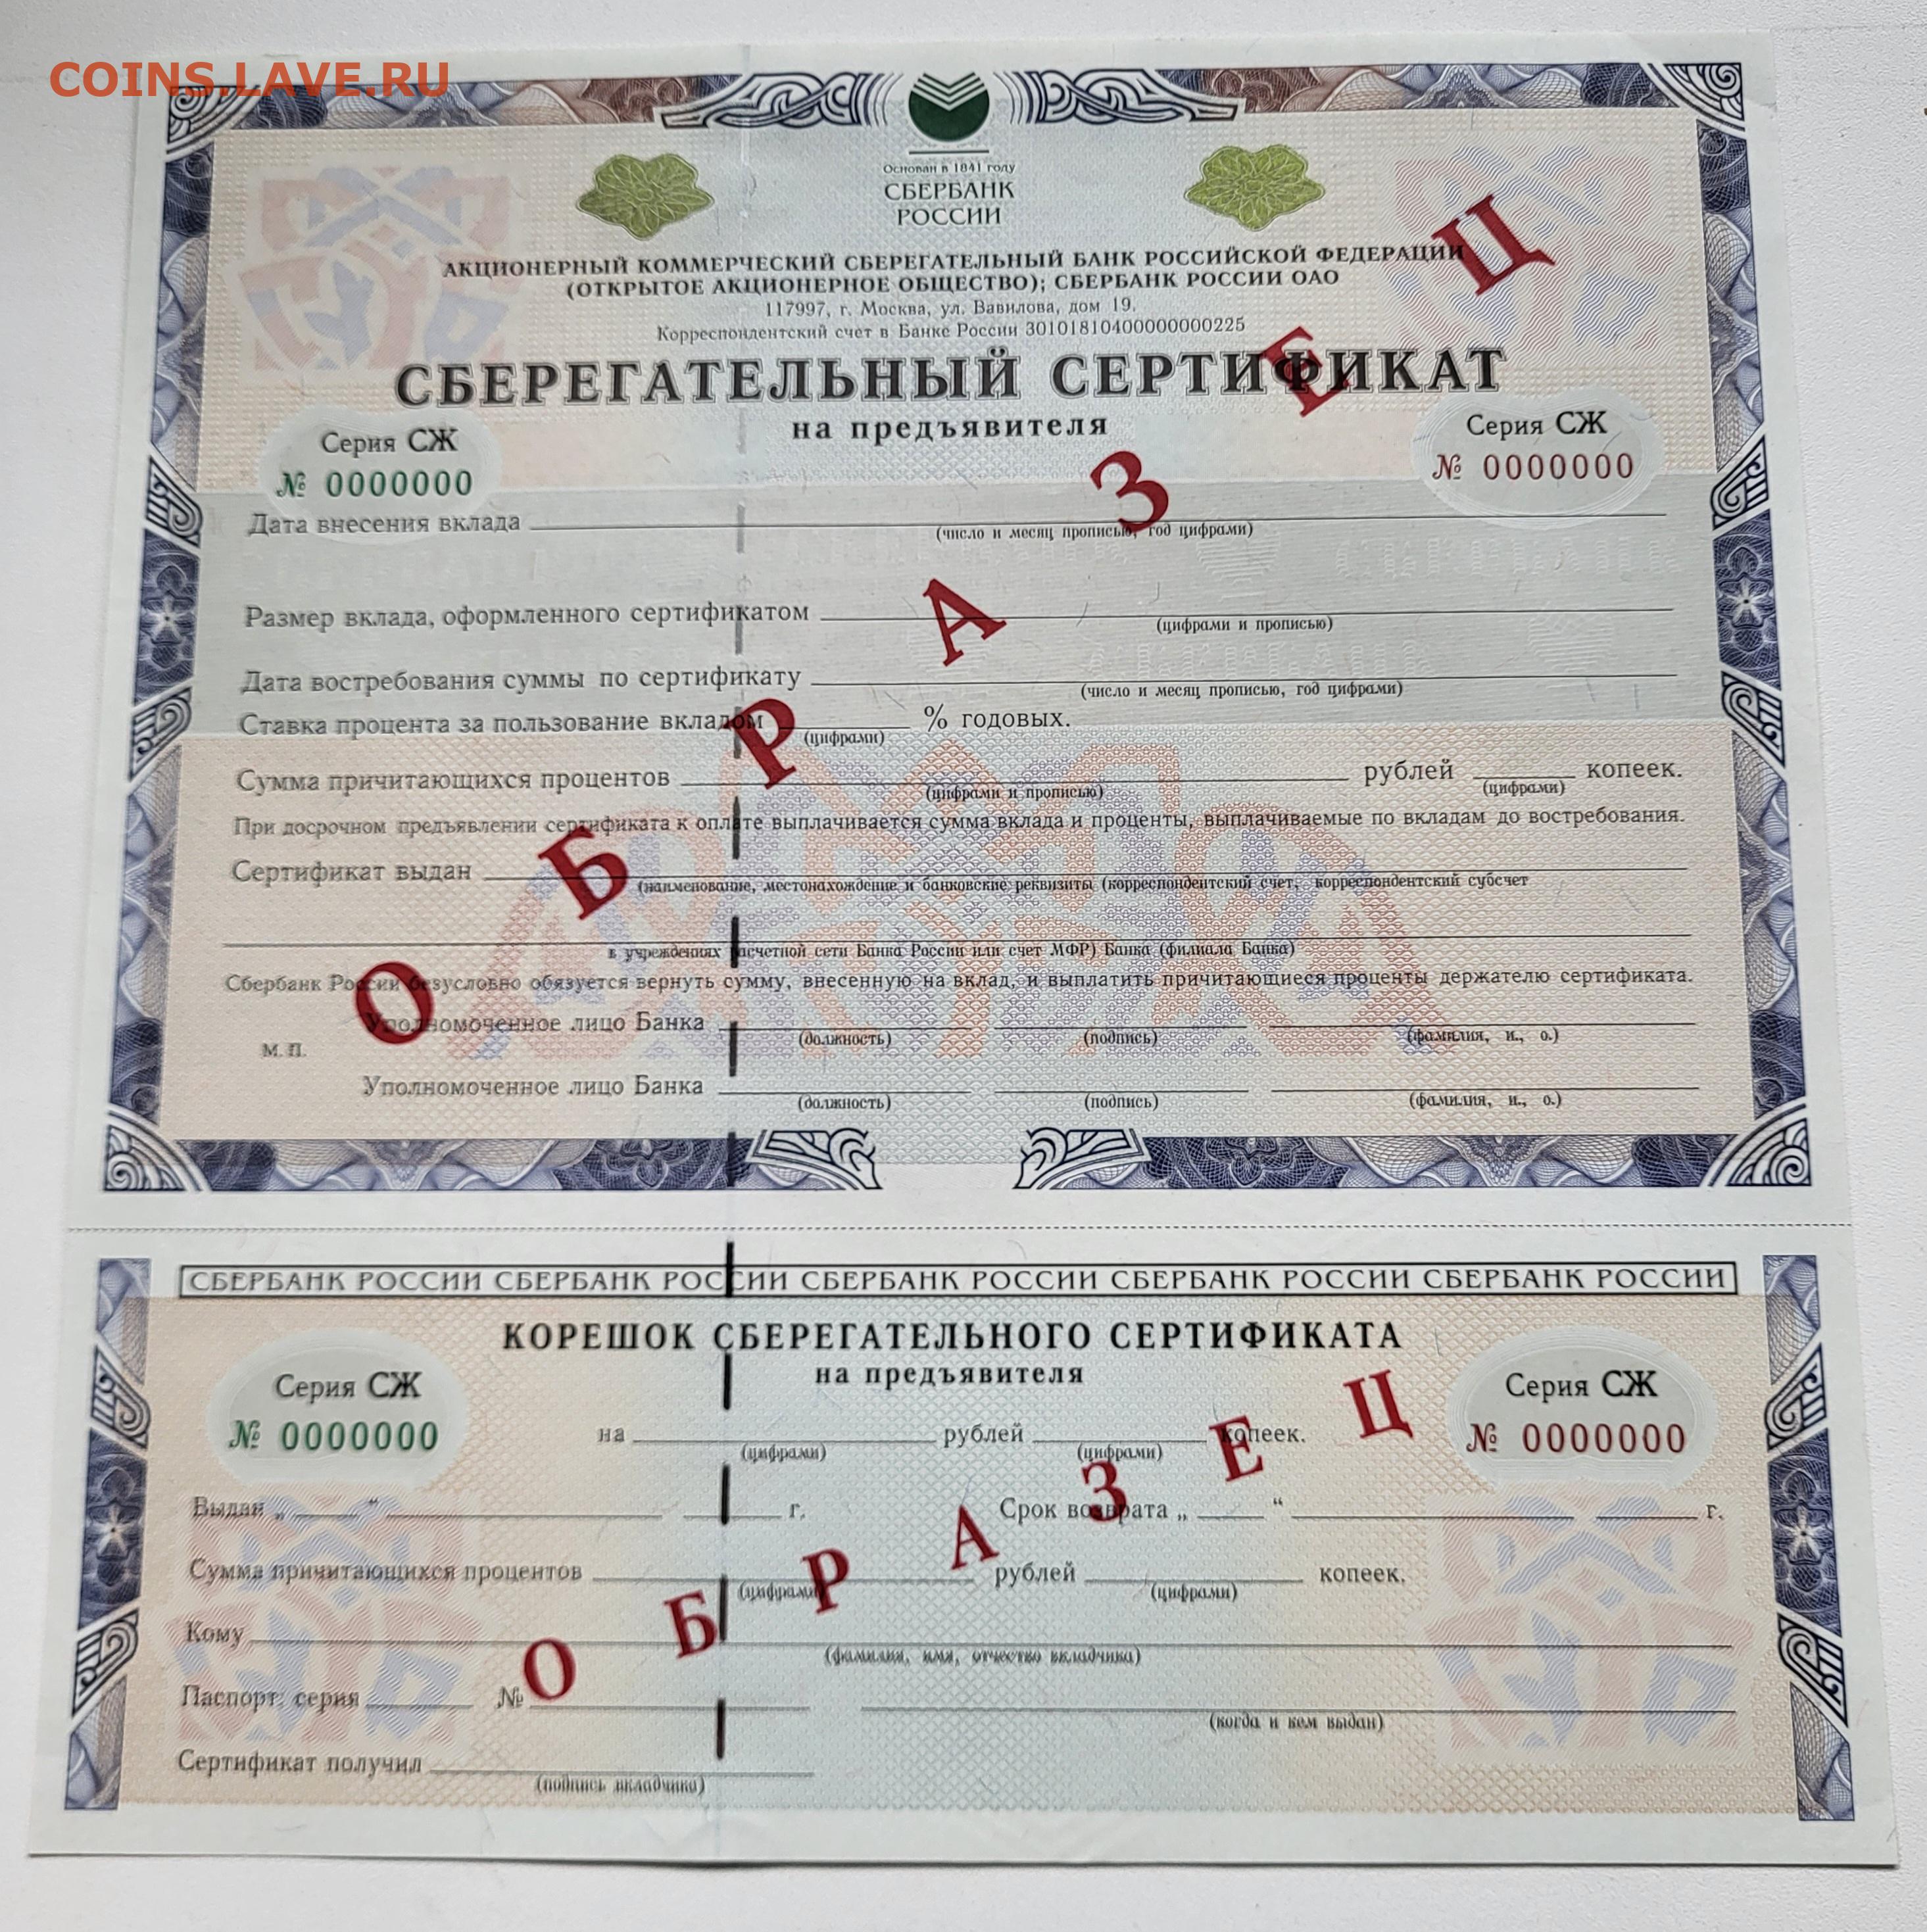 COINS.LAVE.RU
Основан в 1841 году
СБЕРБАНК
РОССИИ
АКЦИОНЕРНЫЙ КОММЕРЧЕСКИЙ СБЕРЕГАТЕЛЬНЫЙ БАНК РОССИЙСКОЙ ФЕДЕРАЦИИ
(ОТКРЫТОЕ АКЦИОНЕРНОЕ ОБЩЕСТВО); СБЕРБАНК РОССИИ ОАО
117997, г. Москва, ул. Вавилова, дом 19.
Корреспондентский счет в Банке России 30101810400000000225
СБЕРЕГАТЕЛЬНЫЙ СЕРТИФИКАТ
на предъявителя
Серия СЖ
№ 0000000
Серия СЖ
№ 0000000
ОБРАЗЕЦ
Дата внесения вклада
(число и месяц прописью, год цифрами)
Размер вклада, оформленного сертификатом
(цифрами и прописью)
Дата востребования суммы по сертификату
(число и месяц прописью, год цифрами)
Ставка процента за пользование вкладом % годовых.
(цифрами)
Сумма причитающихся процентов рублей копеек.
(цифрами и прописью) (цифрами)
При досрочном предъявлении сертификата к оплате выплачивается сумма вклада и проценты, выплачиваемые по вкладам до востребования.
Сертификат выдан
(наименование, местонахождение и банковские реквизиты (корреспондентский счет, корреспондентский субсчет
в учреждениях расчетной сети Банка России или счет МФР) Банка (филиала Банка)
Сбербанк России безусловно обязуется вернуть сумму, внесенную на вклад, и выплатить причитающиеся проценты держателю сертификата.
Уполномоченное лицо Банка
(должность) (подпись) (фамилия, и., о.)
М. П.
Уполномоченное лицо Банка
(должность) (подпись) (фамилия, и., о.)
СБЕРБАНК РОССИИ СБЕРБАНК РОССИИ СБЕРБАНК РОССИИ СБЕРБАНК РОССИИ СБЕРБАНК РОССИИ
КОРЕШОК СБЕРЕГАТЕЛЬНОГО СЕРТИФИКАТА
на предъявителя
Серия СЖ
№ 0000000
Серия СЖ
№ 0000000
ОБРАЗЕЦ
на рублей копеек.
(цифрами) (цифрами)
Выдан „ “ г. Срок возврата „ “ г.
Сумма причитающихся процентов рублей копеек.
(цифрами) (цифрами)
Кому
(фамилия, имя, отчество вкладчика)
Паспорт: серия №
(когда и кем выдан)
Сертификат получил
(подпись вкладчика)